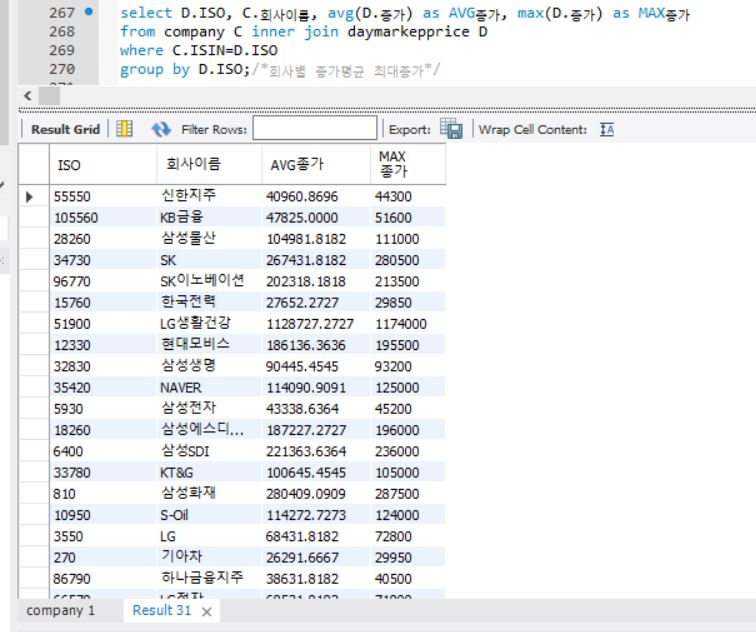 267 select D.ISO, C.회사이름, avg(D.종가) as AVG종가, max(D.종가) as MAX종가
268 from company C inner join daymarkepprice D
269 where C.ISIN=D.ISO
270 group by D.ISO;/*회사별 종가평균 최대종가*/
Result Grid Filter Rows: Export: Wrap Cell Content: IA
ISO 회사이름 AVG종가 MAX
종가
55550 신한지주 40960.8696 44300
105560 KB금융 47825.0000 51600
28260 삼성물산 104981.8182 111000
34730 SK 267431.8182 280500
96770 SK이노베이션 202318.1818 213500
15760 한국전력 27652.2727 29850
51900 LG생활건강 1128727.2727 1174000
12330 현대모비스 186136.3636 195500
32830 삼성생명 90445.4545 93200
35420 NAVER 114090.9091 125000
5930 삼성전자 43338.6364 45200
18260 삼성에스디... 187227.2727 196000
6400 삼성SDI 221363.6364 236000
33780 KT&G 100645.4545 105000
810 삼성화재 280409.0909 287500
10950 S-Oil 114272.7273 124000
3550 LG 68431.8182 72800
270 기아차 26291.6667 29950
86790 하나금융지주 38631.8182 40500
company 1 Result 31